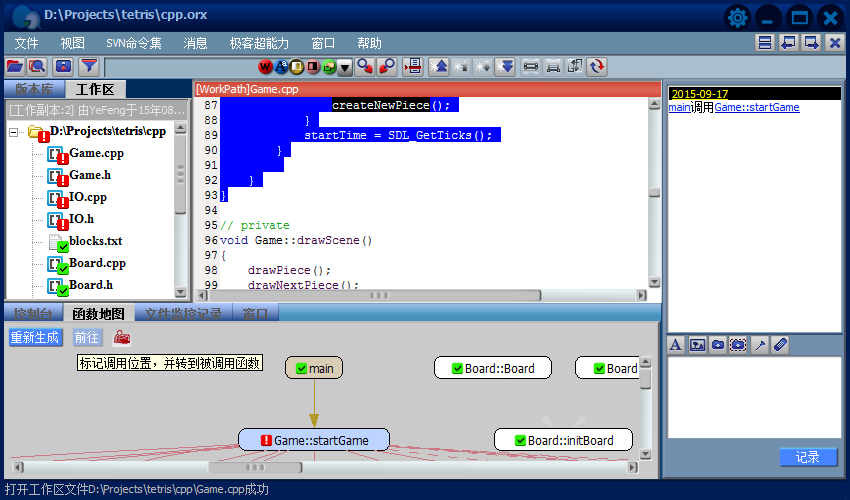 D:\Projects\tetris\cpp.orx
文件 视图 SVN命令集 消息 极客超能力 窗口 帮助
版本库 工作区
[工作副本:2] 由YeFeng于15年08...
D:\Projects\tetris\cpp
Game.cpp
Game.h
IO.cpp
IO.h
blocks.txt
Board.cpp
Board.h
[WorkPath]Game.cpp
87 createNewPiece();
88 }
89 startTime = SDL_GetTicks();
90 }
91
92 }
93 }
94
95 // private
96 void Game::drawScene()
97 {
98 drawPiece();
99 drawNextPiece();
2015-09-17
main调用Game::startGame
控制台 函数地图 文件监控记录 窗口
重新生成 前往
标记调用位置，并转到被调用函数
main Board::Board Board
Game::startGame Board::initBoard
记录
打开工作区文件D:\Projects\tetris\cpp\Game.cpp成功